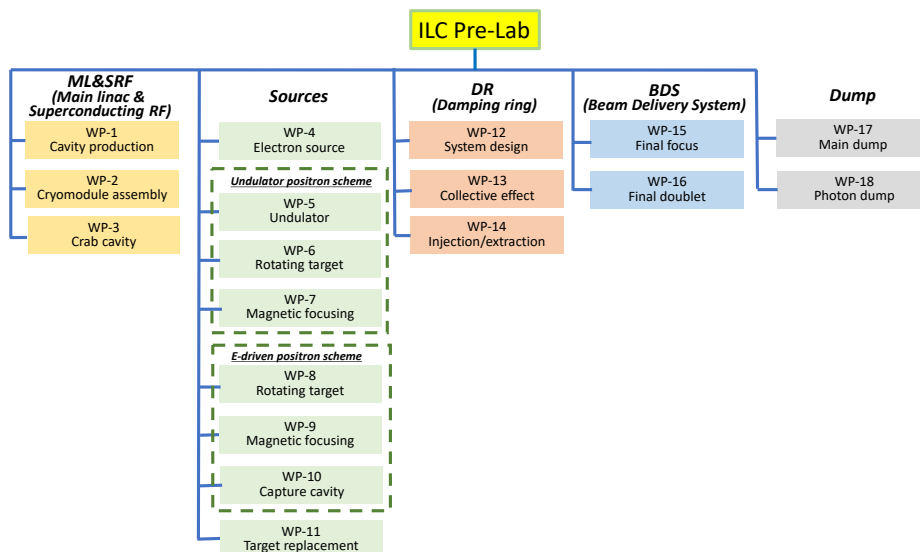 ILC Pre-Lab
ML&SRF
(Main linac &
Superconducting RF)
WP-1
Cavity production
WP-2
Cryomodule assembly
WP-3
Crab cavity
Sources
WP-4
Electron source
Undulator positron scheme
WP-5
Undulator
WP-6
Rotating target
WP-7
Magnetic focusing
E-driven positron scheme
WP-8
Rotating target
WP-9
Magnetic focusing
WP-10
Capture cavity
WP-11
Target replacement
DR
(Damping ring)
WP-12
System design
WP-13
Collective effect
WP-14
Injection/extraction
BDS
(Beam Delivery System)
WP-15
Final focus
WP-16
Final doublet
Dump
WP-17
Main dump
WP-18
Photon dump